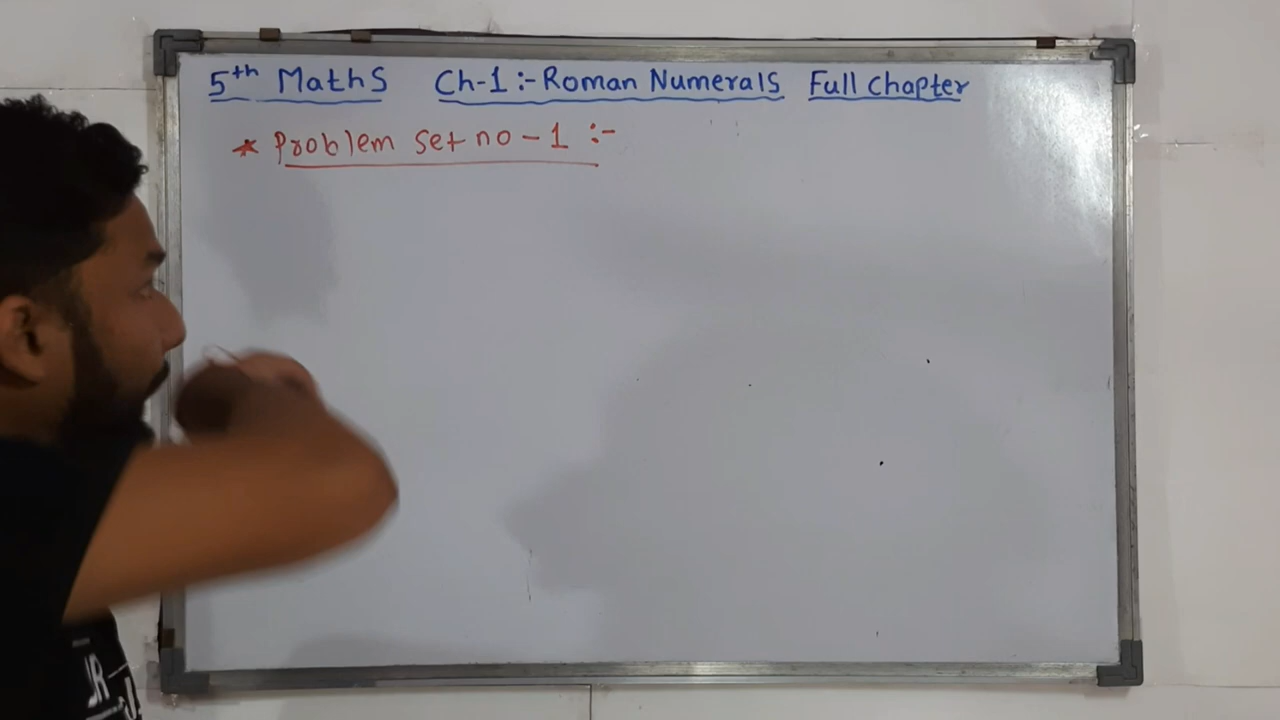 5th Maths Ch-1 :- Roman Numerals Full Chapter
* Problem set no - 1 :-